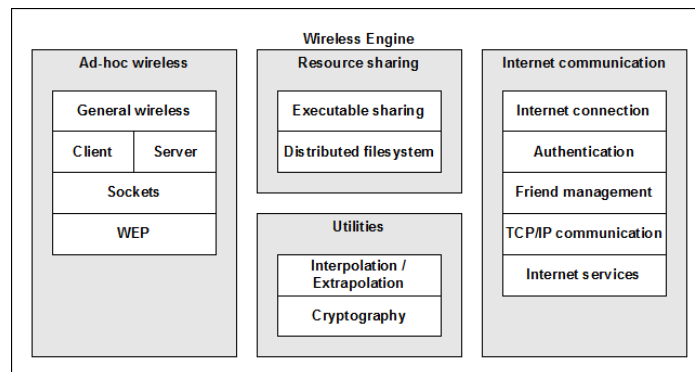 Wireless Engine
Ad-hoc wireless
General wireless
Client
Server
Sockets
WEP
Resource sharing
Executable sharing
Distributed filesystem
Utilities
Interpolation /
Extrapolation
Cryptography
Internet communication
Internet connection
Authentication
Friend management
TCP/IP communication
Internet services